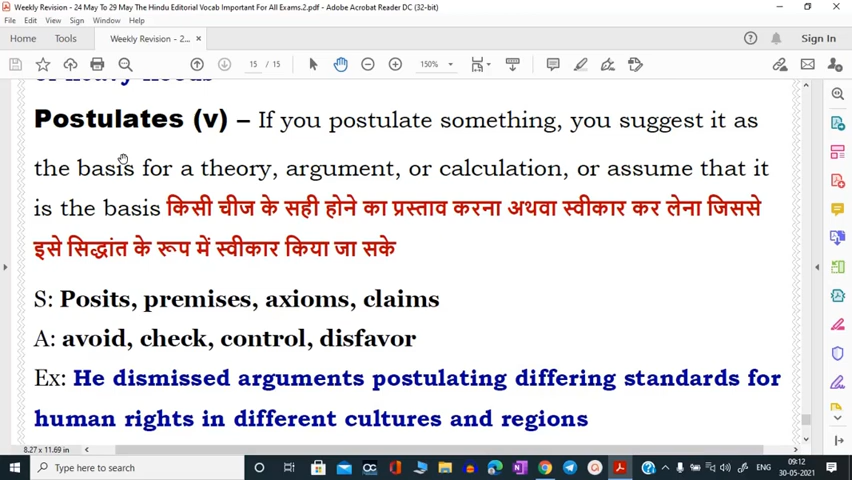 Weekly Revision - 24 May To 29 May The Hindu Editorial Vocab Important For All Exams.2.pdf - Adobe Acrobat Reader DC (32-bit)
File Edit View Sign Window Help
Home Tools Weekly Revision - 2... × Sign In
15 / 15 150%
Postulates (v) – If you postulate something, you suggest it as
the basis for a theory, argument, or calculation, or assume that it
is the basis किसी चीज के सही होने का प्रस्ताव करना अथवा स्वीकार कर लेना जिससे
इसे सिद्धांत के रूप में स्वीकार किया जा सके
S: Posits, premises, axioms, claims
A: avoid, check, control, disfavor
Ex: He dismissed arguments postulating differing standards for
human rights in different cultures and regions
8.27 x 11.69 in
Type here to search ENG 09:12
30-05-2021